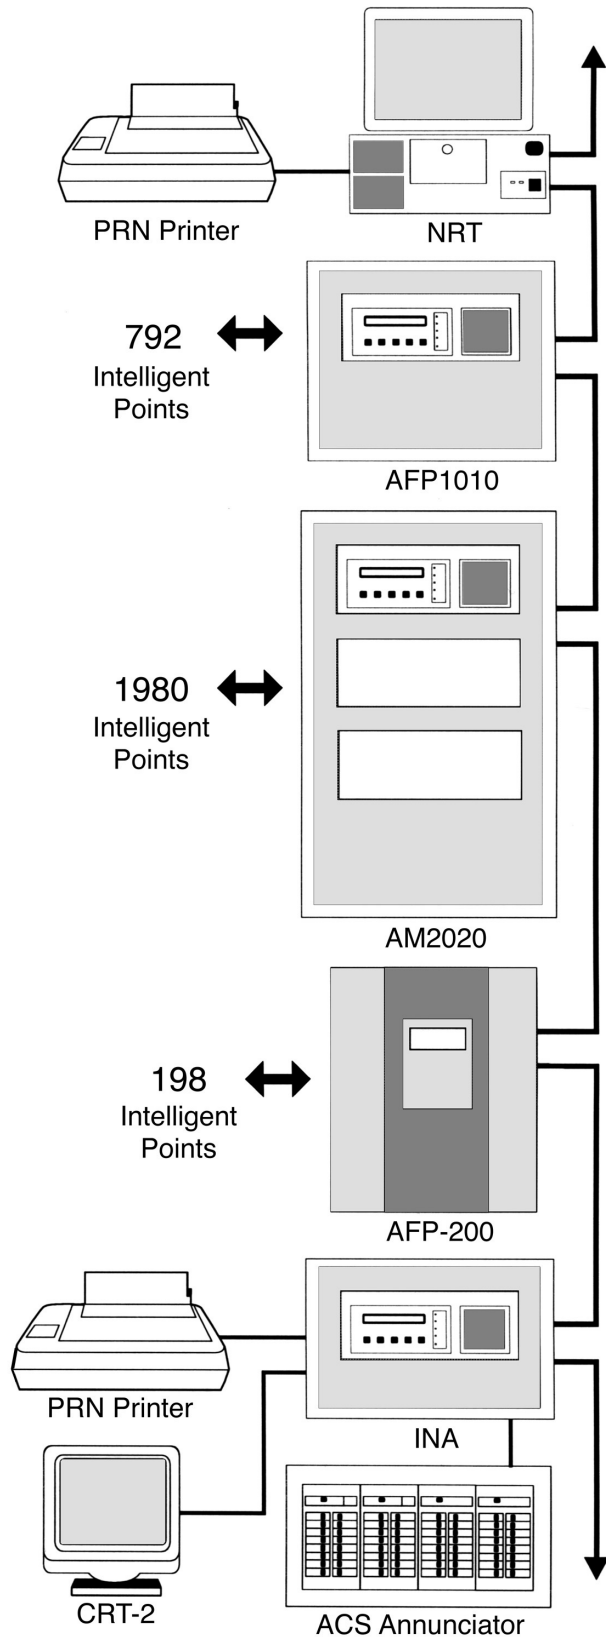 PRN Printer
NRT
792
Intelligent
Points
AFP1010
1980
Intelligent
Points
AM2020
198
Intelligent
Points
AFP-200
PRN Printer
INA
CRT-2
ACS Annunciator